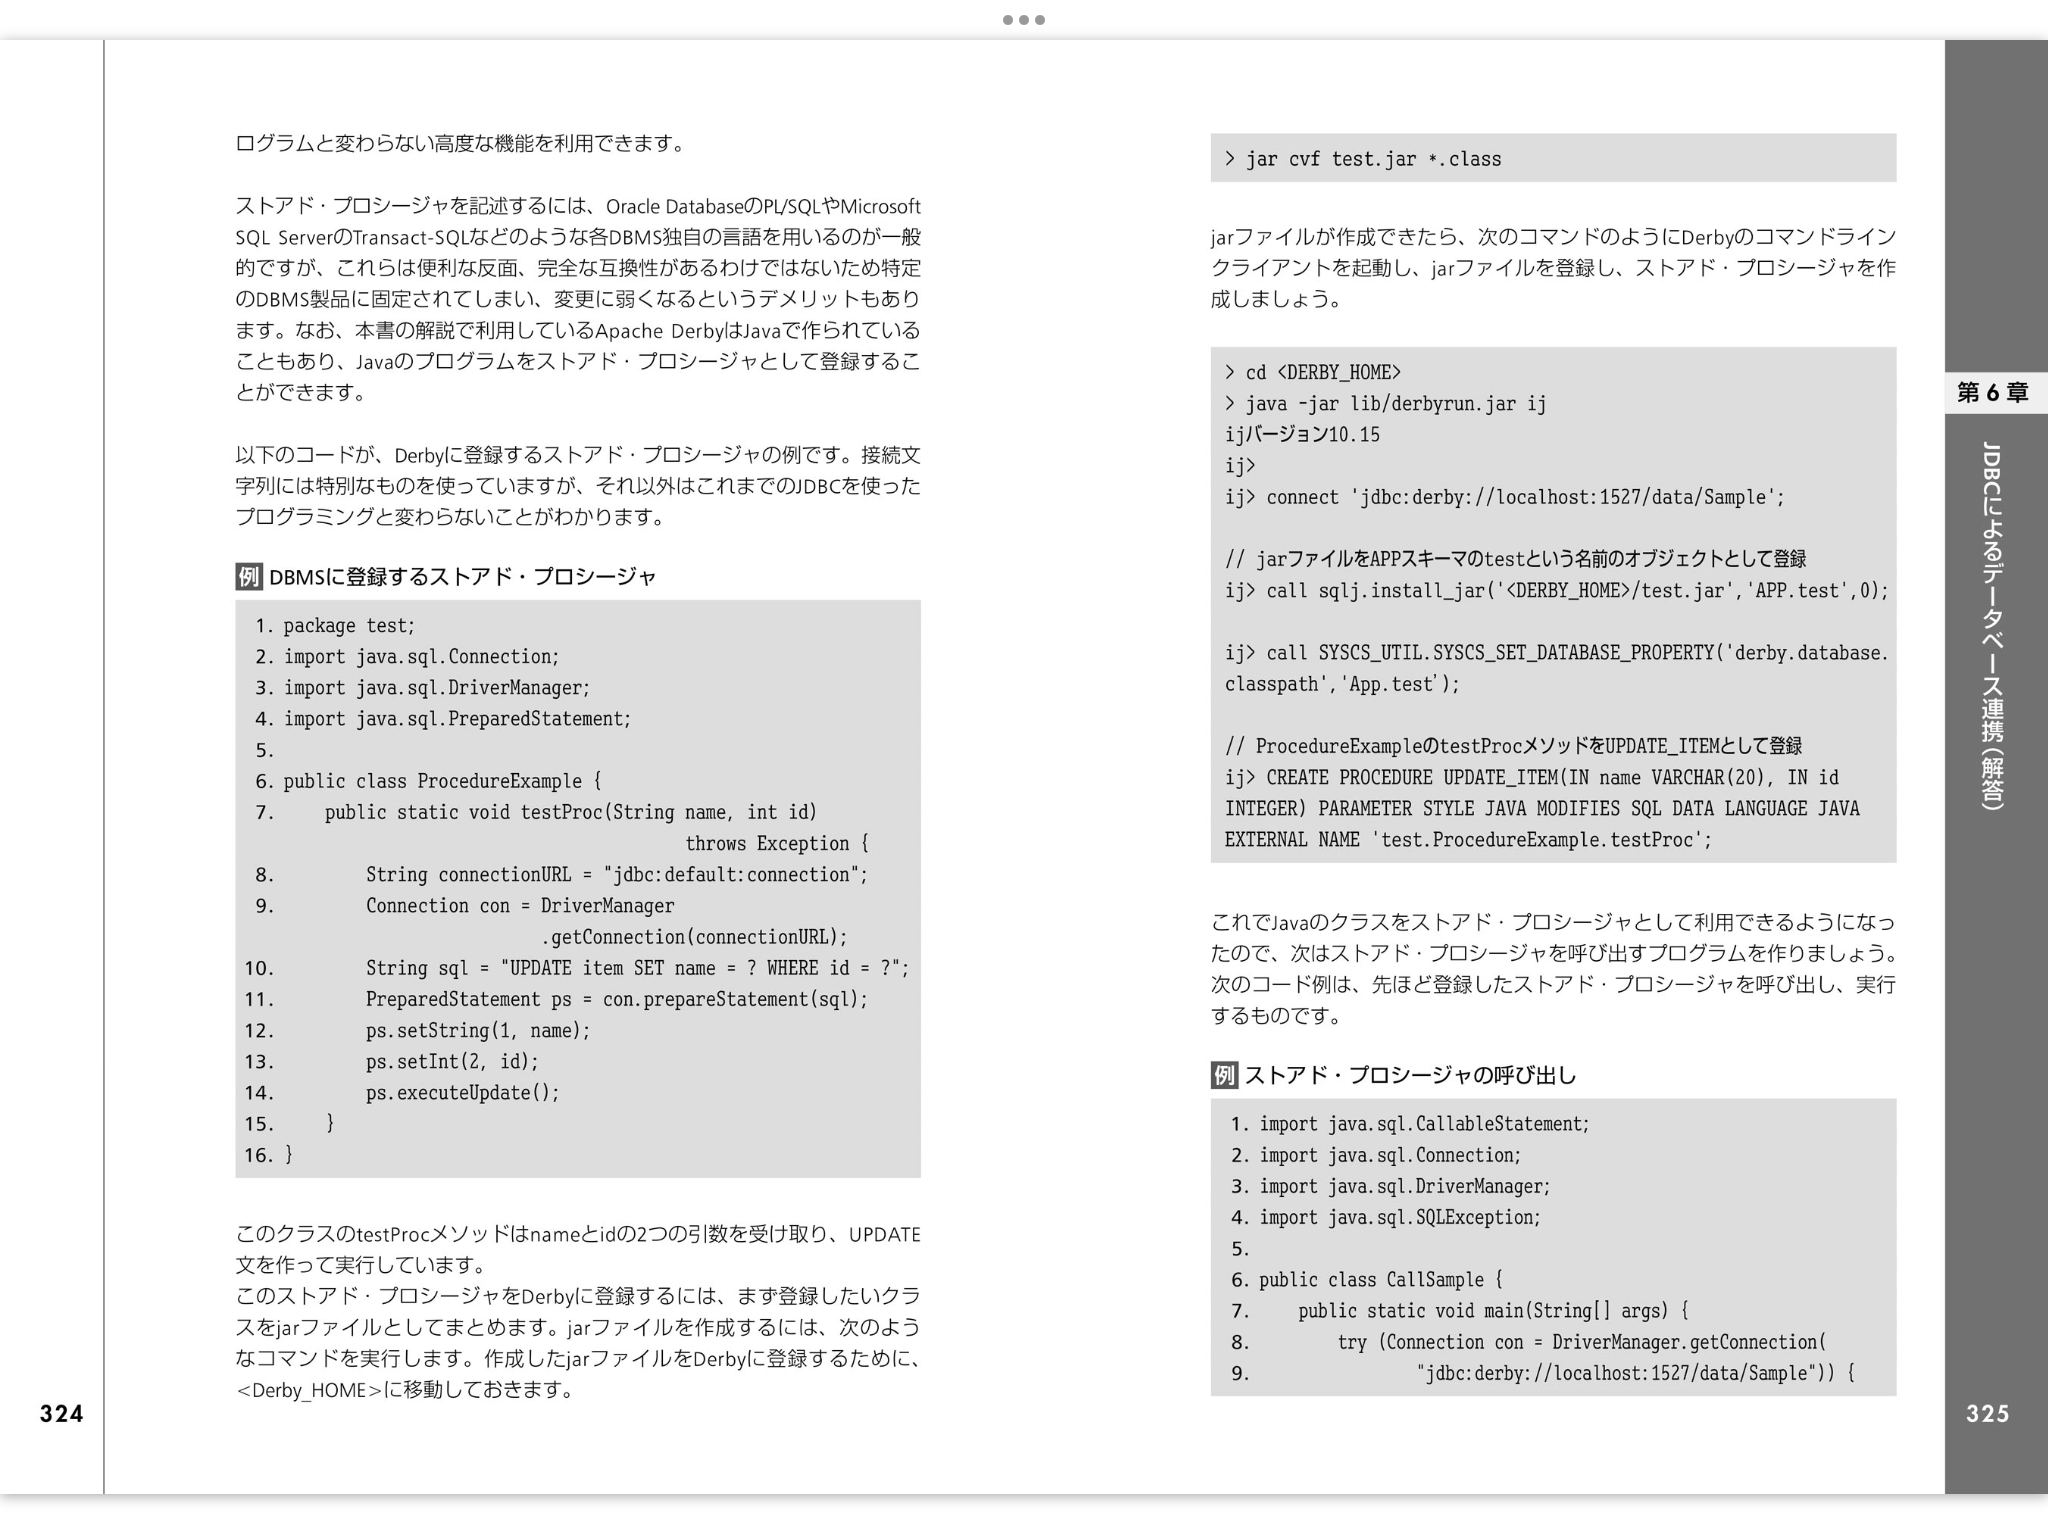 ログラムと変わらない高度な機能を利用できます。
ストアド・プロシージャを記述するには、Oracle DatabaseのPL/SQLやMicrosoft
SQL ServerのTransact-SQLなどのような各DBMS独自の言語を用いるのが一般
的ですが、これらは便利な反面、完全な互換性があるわけではないため特定
のDBMS製品に固定されてしまい、変更に弱くなるというデメリットもあり
ます。なお、本書の解説で利用しているApache DerbyはJavaで作られている
こともあり、Javaのプログラムをストアド・プロシージャとして登録するこ
とができます。
以下のコードが、Derbyに登録するストアド・プロシージャの例です。接続文
字列には特別なものを使っていますが、それ以外はこれまでのJDBCを使った
プログラミングと変わらないことがわかります。
例 DBMSに登録するストアド・プロシージャ
1. package test;
2. import java.sql.Connection;
3. import java.sql.DriverManager;
4. import java.sql.PreparedStatement;
5.
6. public class ProcedureExample {
7.     public static void testProc(String name, int id)
throws Exception {
8.         String connectionURL = "jdbc:default:connection";
9.         Connection con = DriverManager
.getConnection(connectionURL);
10.         String sql = "UPDATE item SET name = ? WHERE id = ?";
11.         PreparedStatement ps = con.prepareStatement(sql);
12.         ps.setString(1, name);
13.         ps.setInt(2, id);
14.         ps.executeUpdate();
15.     }
16. }
このクラスのtestProcメソッドはnameとidの2つの引数を受け取り、UPDATE
文を作って実行しています。
このストアド・プロシージャをDerbyに登録するには、まず登録したいクラ
スをjarファイルとしてまとめます。jarファイルを作成するには、次のよう
なコマンドを実行します。作成したjarファイルをDerbyに登録するために、
<Derby_HOME>に移動しておきます。
324
> jar cvf test.jar *.class
jarファイルが作成できたら、次のコマンドのようにDerbyのコマンドライン
クライアントを起動し、jarファイルを登録し、ストアド・プロシージャを作
成しましょう。
> cd <DERBY_HOME>
> java -jar lib/derbyrun.jar ij
ijバージョン10.15
ij>
ij> connect 'jdbc:derby://localhost:1527/data/Sample';
// jarファイルをAPPスキーマのtestという名前のオブジェクトとして登録
ij> call sqlj.install_jar('<DERBY_HOME>/test.jar','APP.test',0);
ij> call SYSCS_UTIL.SYSCS_SET_DATABASE_PROPERTY('derby.database.
classpath','App.test');
// ProcedureExampleのtestProcメソッドをUPDATE_ITEMとして登録
ij> CREATE PROCEDURE UPDATE_ITEM(IN name VARCHAR(20), IN id
INTEGER) PARAMETER STYLE JAVA MODIFIES SQL DATA LANGUAGE JAVA
EXTERNAL NAME 'test.ProcedureExample.testProc';
これでJavaのクラスをストアド・プロシージャとして利用できるようになっ
たので、次はストアド・プロシージャを呼び出すプログラムを作りましょう。
次のコード例は、先ほど登録したストアド・プロシージャを呼び出し、実行
するものです。
例 ストアド・プロシージャの呼び出し
1. import java.sql.CallableStatement;
2. import java.sql.Connection;
3. import java.sql.DriverManager;
4. import java.sql.SQLException;
5.
6. public class CallSample {
7.     public static void main(String[] args) {
8.         try (Connection con = DriverManager.getConnection(
9.                 "jdbc:derby://localhost:1527/data/Sample")) {
第6章
JDBCによるデータベース連携（解答）
325